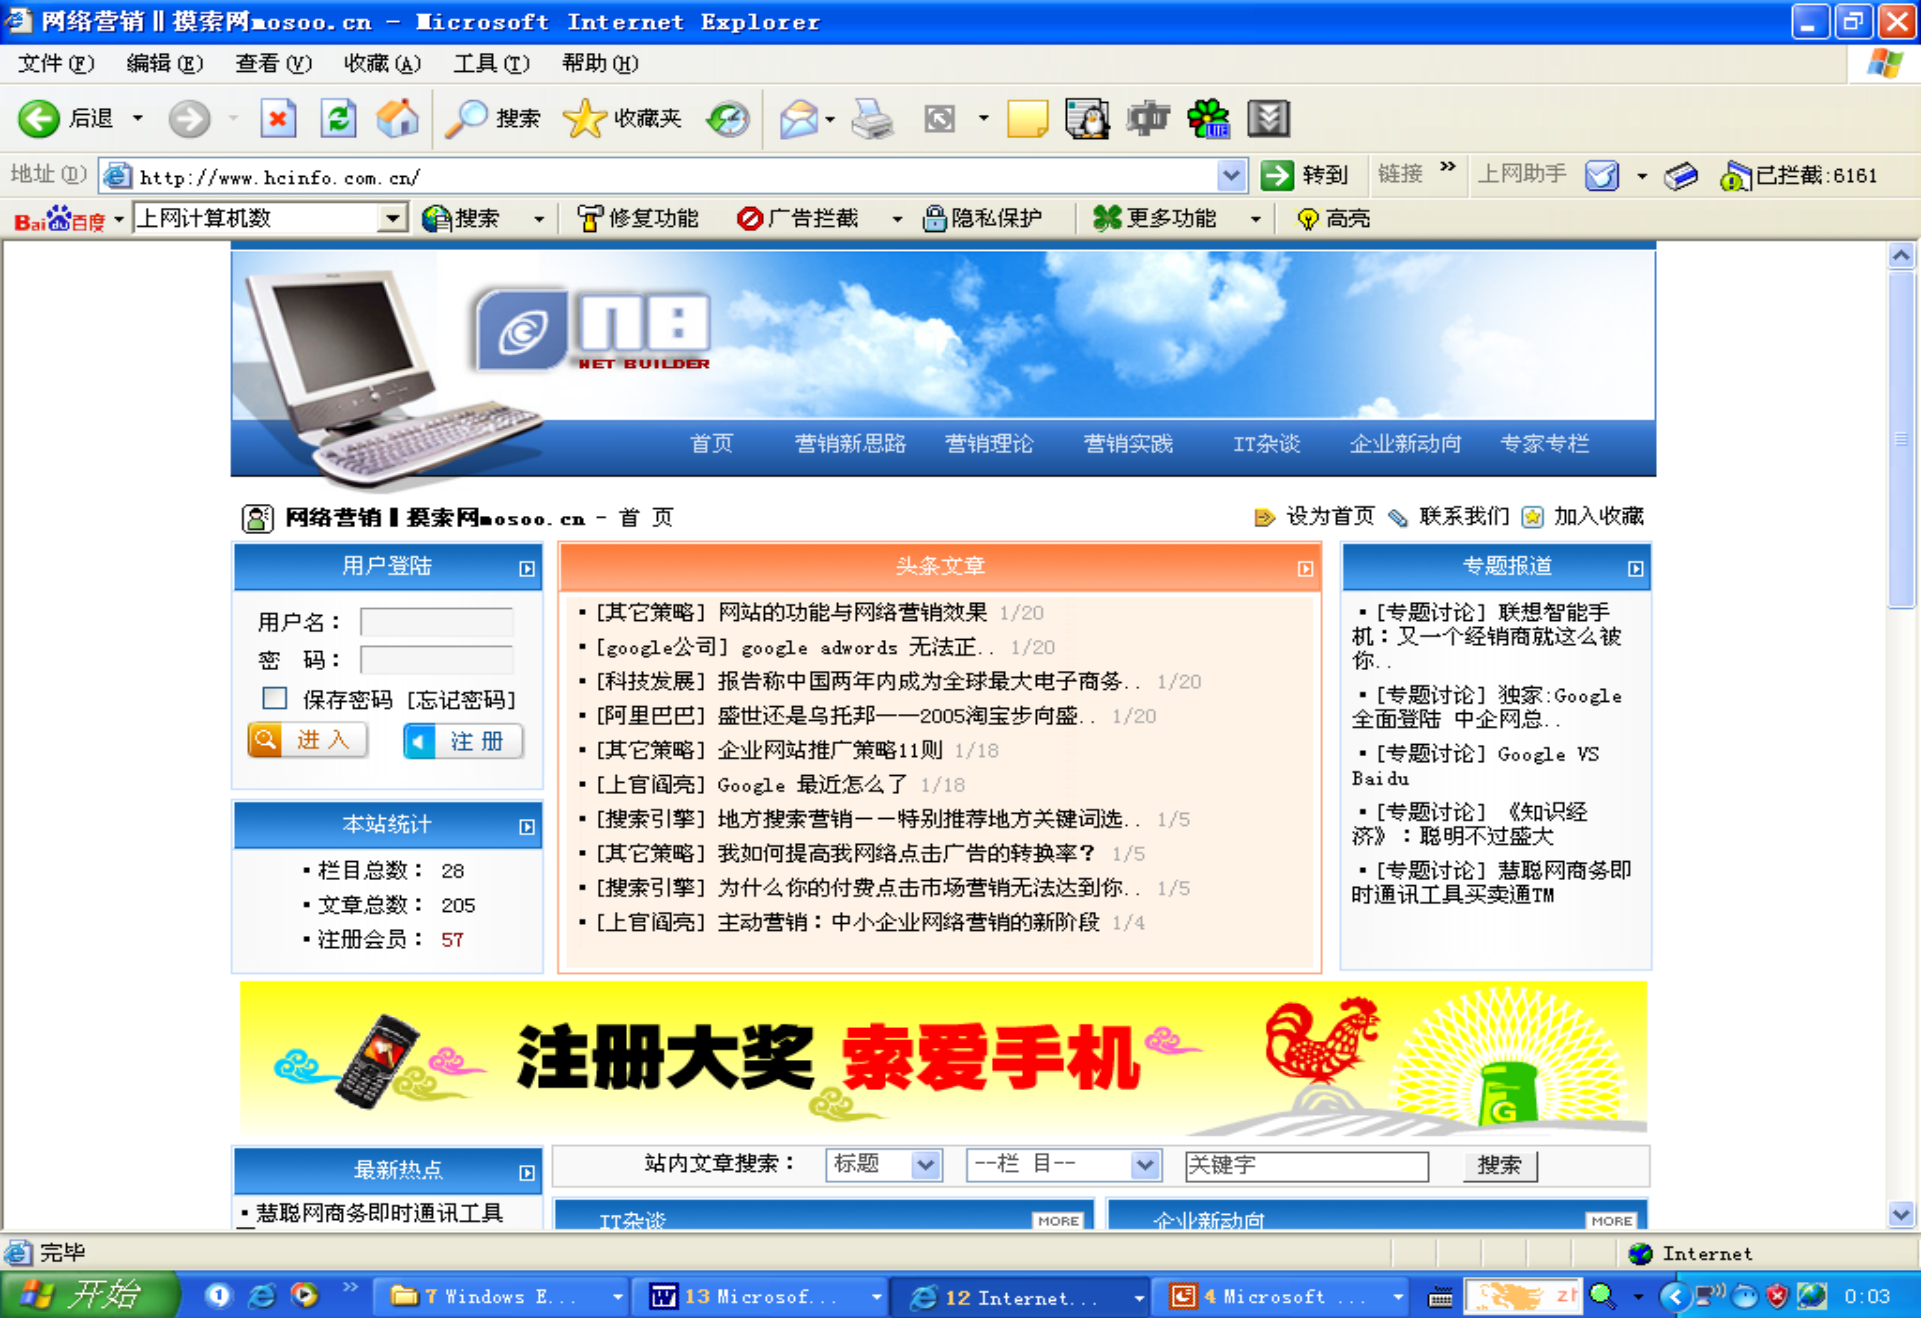 网络营销‖摸索网mosoo.cn - Microsoft Internet Explorer
文件(F) 编辑(E) 查看(V) 收藏(A) 工具(T) 帮助(H)
后退 搜索 收藏夹
地址(D) http://www.hcinfo.com.cn/ 转到 链接 » 上网助手 已拦截:6161
Bai百度 上网计算机数 搜索 修复功能 广告拦截 隐私保护 更多功能 高亮
NB
NET BUILDER
首页 营销新思路 营销理论 营销实践 IT杂谈 企业新动向 专家专栏
网络营销‖摸索网mosoo.cn - 首 页 设为首页 联系我们 加入收藏
用户登陆
用户名：
密 码：
保存密码 [忘记密码]
进 入 注 册
本站统计
▪栏目总数： 28
▪文章总数： 205
▪注册会员： 57
头条文章
▪[其它策略] 网站的功能与网络营销效果 1/20
▪[google公司] google adwords 无法正.. 1/20
▪[科技发展] 报告称中国两年内成为全球最大电子商务.. 1/20
▪[阿里巴巴] 盛世还是乌托邦——2005淘宝步向盛.. 1/20
▪[其它策略] 企业网站推广策略11则 1/18
▪[上官阎亮] Google 最近怎么了 1/18
▪[搜索引擎] 地方搜索营销－－特别推荐地方关键词选.. 1/5
▪[其它策略] 我如何提高我网络点击广告的转换率？ 1/5
▪[搜索引擎] 为什么你的付费点击市场营销无法达到你.. 1/5
▪[上官阎亮] 主动营销：中小企业网络营销的新阶段 1/4
专题报道
▪[专题讨论] 联想智能手
机：又一个经销商就这么被
你..
▪[专题讨论] 独家:Google
全面登陆 中企网总..
▪[专题讨论] Google VS
Baidu
▪[专题讨论] 《知识经
济》：聪明不过盛大
▪[专题讨论] 慧聪网商务即
时通讯工具买卖通TM
注册大奖 索爱手机
G
最新热点
▪慧聪网商务即时通讯工具
站内文章搜索： 标题 --栏 目-- 关键字 搜索
IT杂谈 MORE 企业新动向 MORE
完毕 Internet
开始 » 7 Windows E... 13 Microsof... 12 Internet... 4 Microsoft ... 0:03